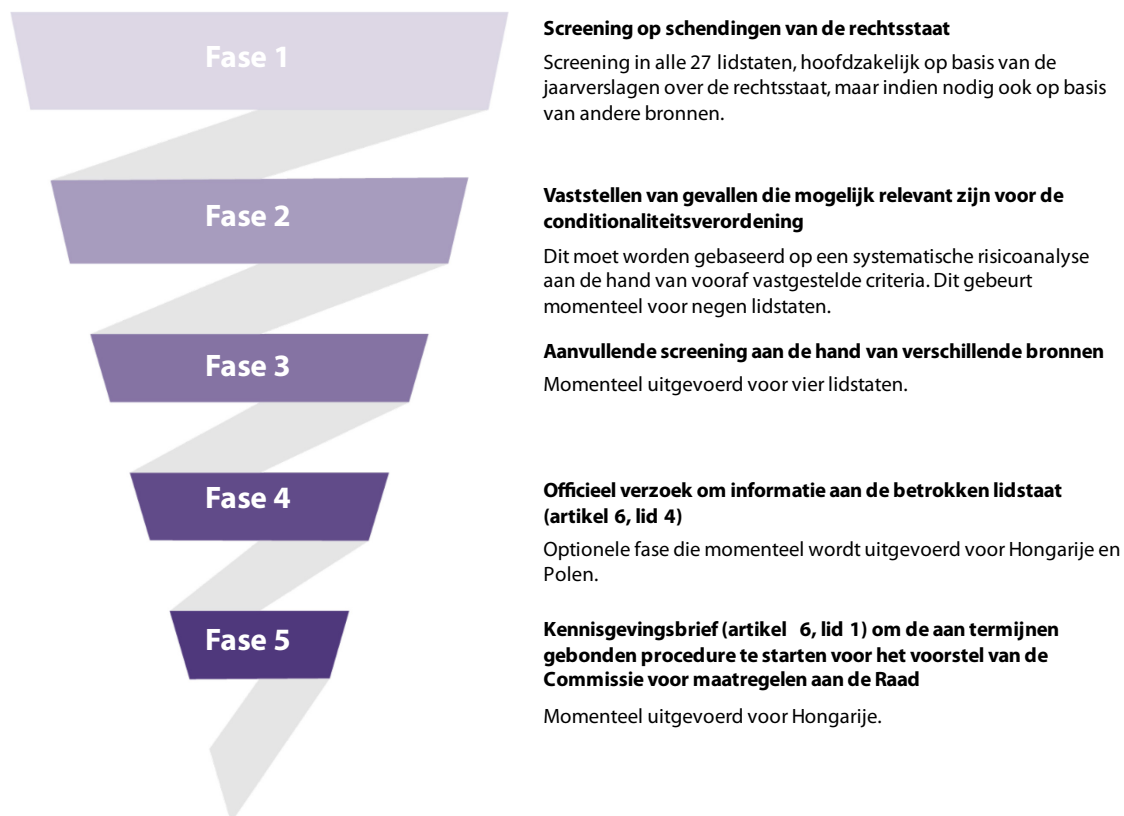 Fase 1
Screening op schendingen van de rechtsstaat
Screening in alle 27 lidstaten, hoofdzakelijk op basis van de
jaarverslagen over de rechtsstaat, maar indien nodig ook op basis
van andere bronnen.
Fase 2
Vaststellen van gevallen die mogelijk relevant zijn voor de
conditionaliteitsverordening
Dit moet worden gebaseerd op een systematische risicoanalyse
aan de hand van vooraf vastgestelde criteria. Dit gebeurt
momenteel voor negen lidstaten.
Fase 3
Aanvullende screening aan de hand van verschillende bronnen
Momenteel uitgevoerd voor vier lidstaten.
Fase 4
Officieel verzoek om informatie aan de betrokken lidstaat
(artikel 6, lid 4)
Optionele fase die momenteel wordt uitgevoerd voor Hongarije en
Polen.
Fase 5
Kennisgevingsbrief (artikel 6, lid 1) om de aan termijnen
gebonden procedure te starten voor het voorstel van de
Commissie voor maatregelen aan de Raad
Momenteel uitgevoerd voor Hongarije.